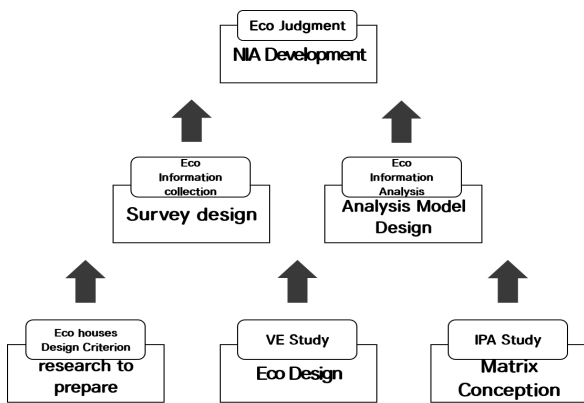 Eco Judgment
NIA Development
Eco
Information
collection
Survey design
Eco
Information
Analysis
Analysis Model
Design
Eco houses
Design Criterion
research to
prepare
VE Study
Eco Design
IPA Study
Matrix
Conception